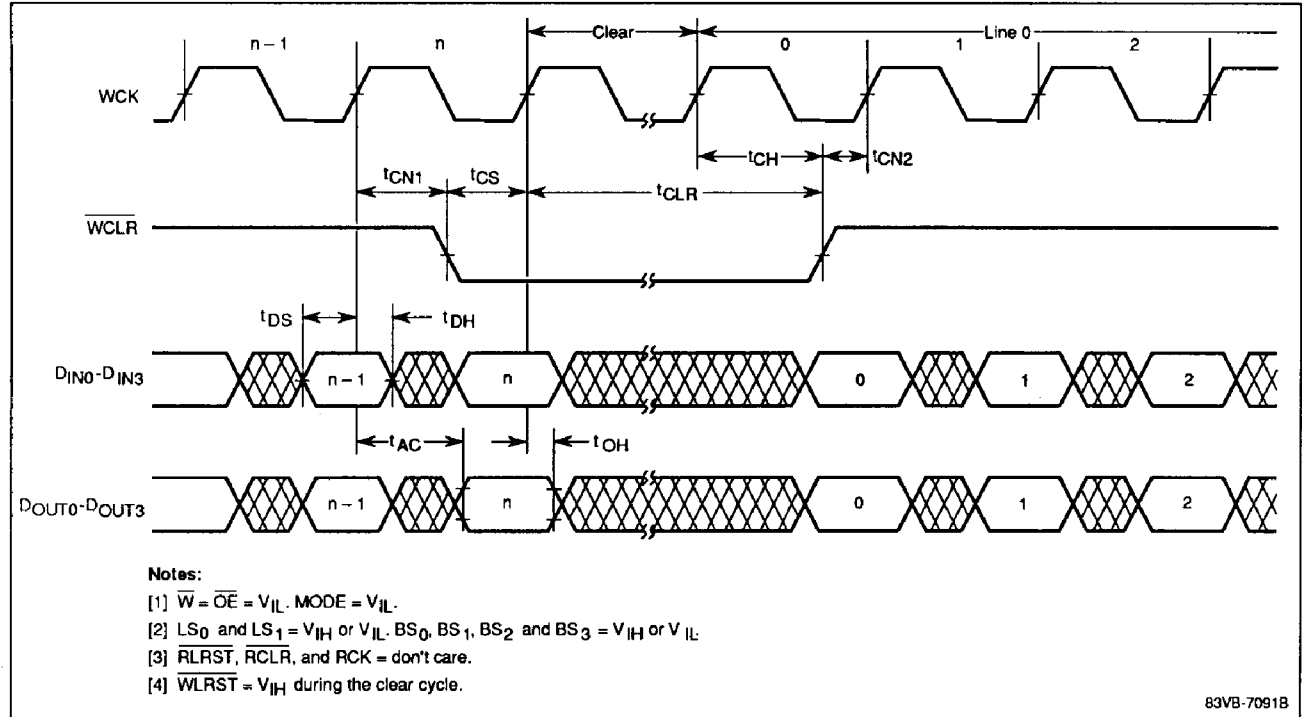 Clear
Line 0
n – 1
n
0
1
2
WCK
tCH
tCN2
tCN1
tCS
tCLR
WCLR
tDS
tDH
DIN0-DIN3
n – 1
n
0
1
2
tAC
tOH
DOUT0-DOUT3
n – 1
n
0
1
2
Notes:
[1] W = OE = VIL. MODE = VIL.
[2] LS0 and LS1 = VIH or VIL. BS0, BS1, BS2 and BS3 = VIH or VIL.
[3] RLRST, RCLR, and RCK = don't care.
[4] WLRST = VIH during the clear cycle.
83VB-7091B